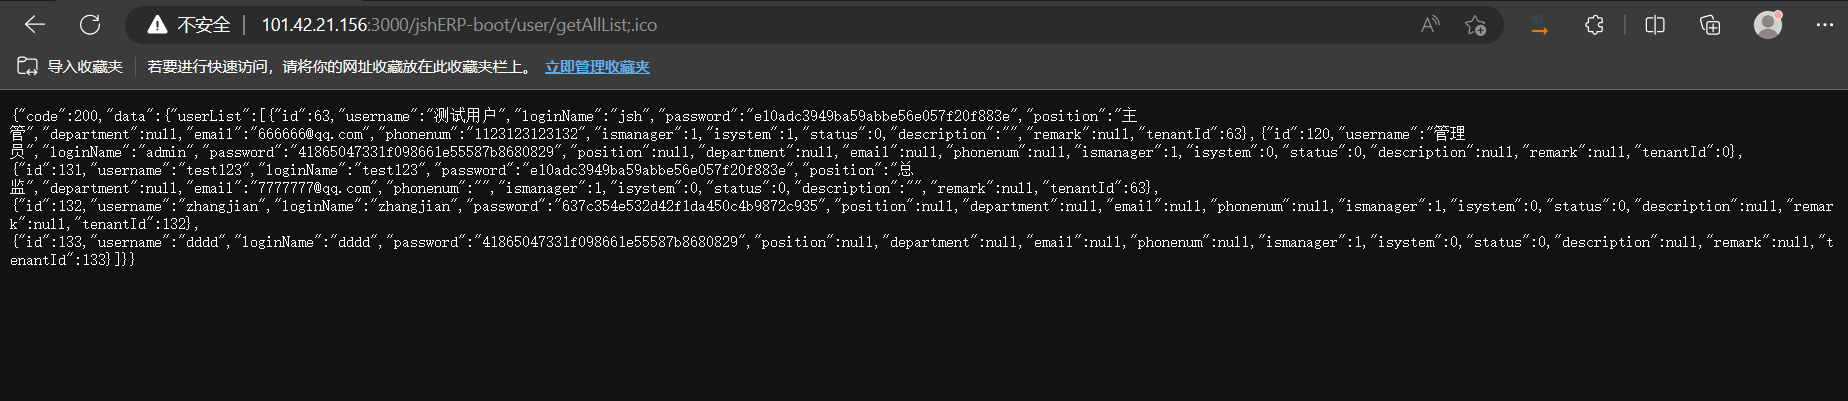 不安全 101.42.21.156:3000/jshERP-boot/user/getAllList;.ico
导入收藏夹 若要进行快速访问，请将你的网址收藏放在此收藏夹栏上。 立即管理收藏夹
{"code":200,"data":{"userList":[{"id":63,"username":"测试用户","loginName":"jsh","password":"e10adc3949ba59abbe56e057f20f883e","position":"主
管","department":null,"email":"666666@qq.com","phonenum":"1123123123132","ismanager":1,"isystem":1,"status":0,"description":"","remark":null,"tenantId":63},{"id":120,"username":"管理
员","loginName":"admin","password":"41865047331f098661e55587b8680829","position":null,"department":null,"email":null,"phonenum":null,"ismanager":1,"isystem":0,"status":0,"description":null,"remark":null,"tenantId":0},
{"id":131,"username":"test123","loginName":"test123","password":"e10adc3949ba59abbe56e057f20f883e","position":"总
监","department":null,"email":"7777777@qq.com","phonenum":"","ismanager":1,"isystem":0,"status":0,"description":"","remark":null,"tenantId":63},
{"id":132,"username":"zhangjian","loginName":"zhangjian","password":"637c354e532d42f1da450c4b9872c935","position":null,"department":null,"email":null,"phonenum":null,"ismanager":1,"isystem":0,"status":0,"description":null,"remar
k":null,"tenantId":132},
{"id":133,"username":"dddd","loginName":"dddd","password":"41865047331f098661e55587b8680829","position":null,"department":null,"email":null,"phonenum":null,"ismanager":1,"isystem":0,"status":0,"description":null,"remark":null,"t
enantId":133}]}}